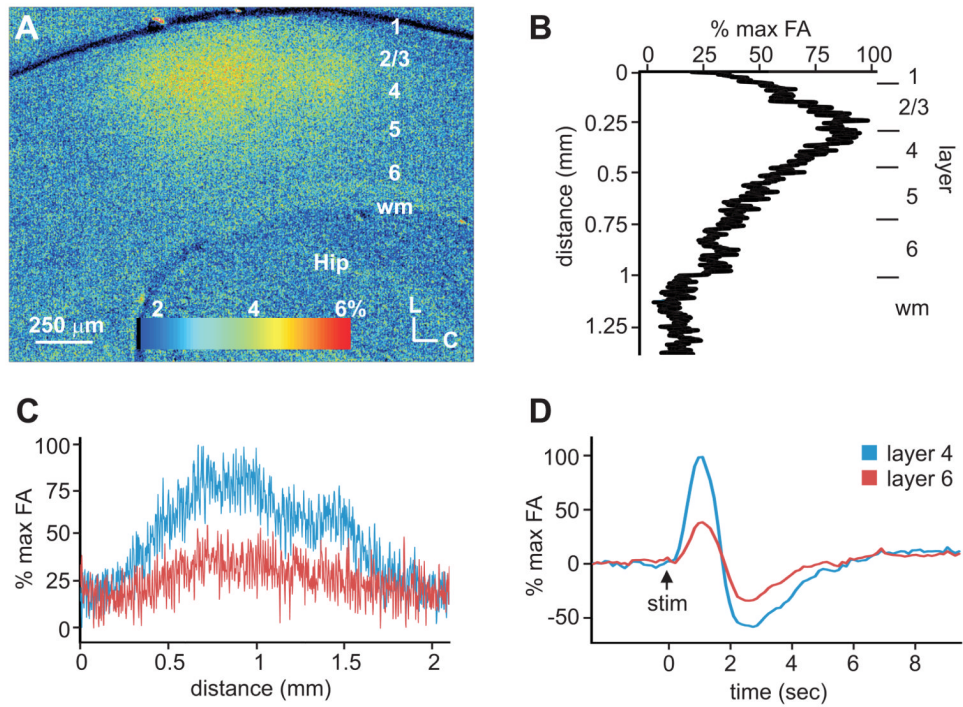 A
1
2/3
4
5
6
wm
Hip
2 4 6%
250 µm
L
C
B
% max FA
0 25 50 75 100
distance (mm)
0
0.25
0.5
0.75
1
1.25
1
2/3
4
5
6
wm
layer
C
% max FA
100
75
50
25
0
0 0.5 1 1.5 2
distance (mm)
D
% max FA
100
50
0
-50
layer 4
layer 6
stim
0 2 4 6 8
time (sec)